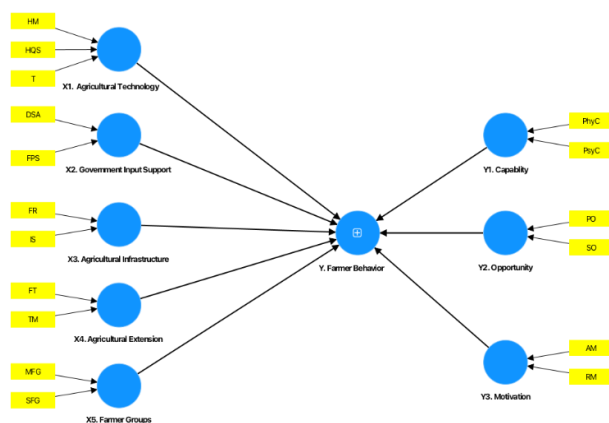 HM
HQS
T
X1. Agricultural Technology
DSA
FPS
X2. Government Input Support
FR
IS
X3. Agricultural Infrastructure
FT
TM
X4. Agricultural Extension
MFG
SFG
X5. Farmer Groups
Y. Farmer Behavior
PhyC
PsyC
Y1. Capablity
PO
SO
Y2. Opportunity
AM
RM
Y3. Motivation